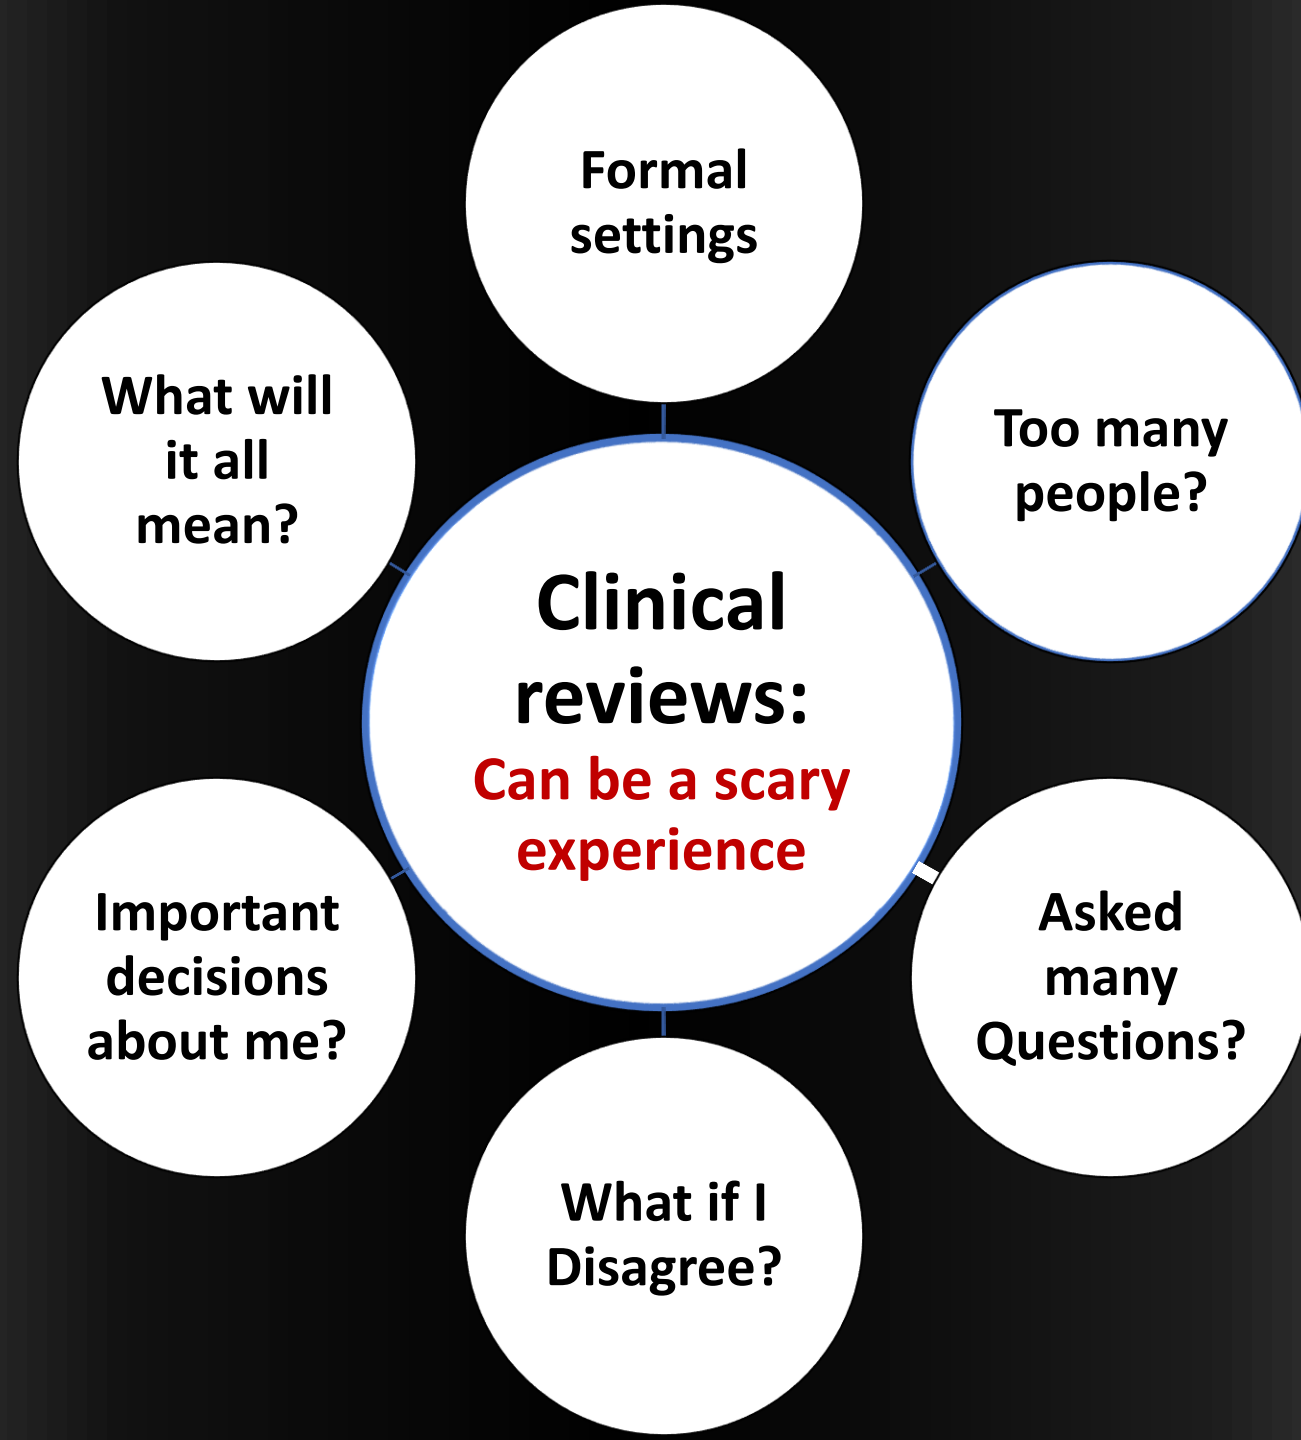 Formal
settings
Too many
people?
What will
it all
mean?
Clinical
reviews:
Can be a scary
experience
Important
decisions
about me?
Asked
many
Questions?
What if I
Disagree?